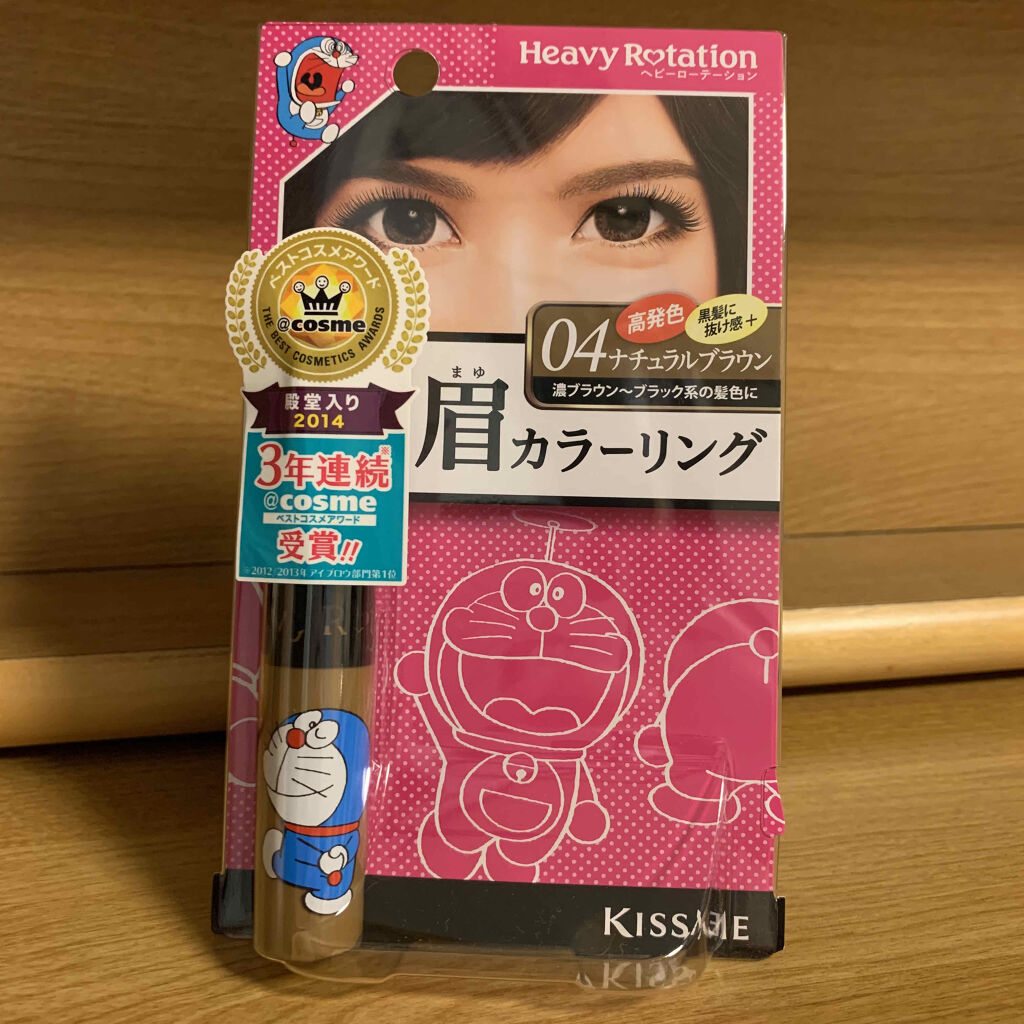 Heavy Rotation
ヘビーローテーション
ベストコスメアワード
@cosme
THE BEST COSMETICS AWARDS
殿堂入り
2014
3年連続※
@cosme
ベストコスメアワード
受賞!!
※2012/2013年 アイブロウ部門第1位
高発色
黒髪に
抜け感+
04ナチュラルブラウン
濃ブラウン～ブラック系の髪色に
まゆ
眉カラーリング
KISSME